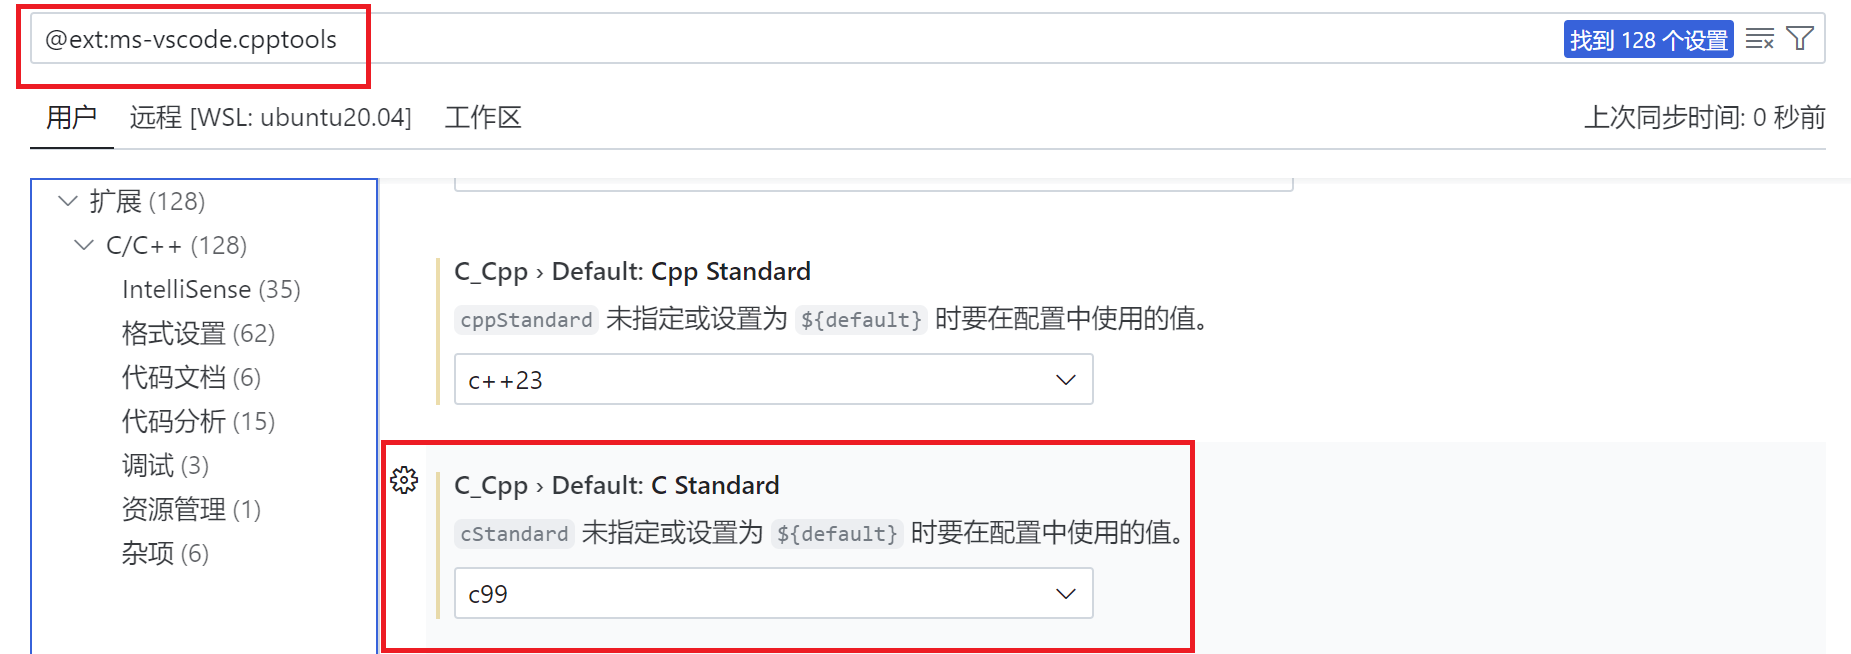 @ext:ms-vscode.cpptools
找到 128 个设置
用户 远程 [WSL: ubuntu20.04] 工作区
上次同步时间: 0 秒前
扩展 (128)
C/C++ (128)
IntelliSense (35)
格式设置 (62)
代码文档 (6)
代码分析 (15)
调试 (3)
资源管理 (1)
杂项 (6)
C_Cpp › Default: Cpp Standard
cppStandard 未指定或设置为 ${default} 时要在配置中使用的值。
c++23
C_Cpp › Default: C Standard
cStandard 未指定或设置为 ${default} 时要在配置中使用的值。
c99